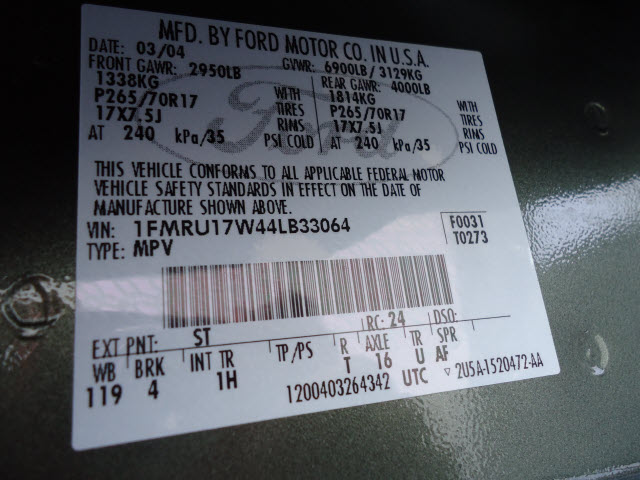 MFD. BY FORD MOTOR CO. IN U.S.A.
DATE: 03/04 GVWR: 6900LB / 3129KG
FRONT GAWR: 2950LB REAR GAWR: 4000LB
1338KG WITH 1814KG WITH
P265/70R17 TIRES P265/70R17 TIRES
17X7.5J RIMS 17X7.5J RIMS
AT 240 kPa/35 PSI COLD AT 240 kPa/35 PSI COLD
Ford
THIS VEHICLE CONFORMS TO ALL APPLICABLE FEDERAL MOTOR
VEHICLE SAFETY STANDARDS IN EFFECT ON THE DATE OF
MANUFACTURE SHOWN ABOVE.
VIN: 1FMRU17W44LB33064 F0031
TYPE: MPV T0273
EXT PNT: ST RC: 24 DSO:
WB BRK INT TR TP/PS R AXLE TR SPR
119 4 1H T 16 U AF
1200403264342 UTC ▽ 2U5A-1520472-AA